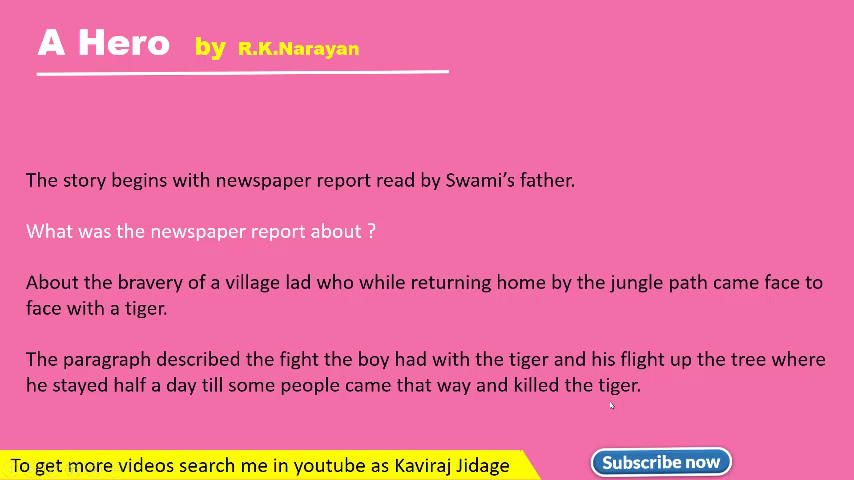 A Hero by R.K.Narayan
The story begins with newspaper report read by Swami’s father.
What was the newspaper report about ?
About the bravery of a village lad who while returning home by the jungle path came face to
face with a tiger.
The paragraph described the fight the boy had with the tiger and his flight up the tree where
he stayed half a day till some people came that way and killed the tiger.
To get more videos search me in youtube as Kaviraj Jidage
Subscribe now